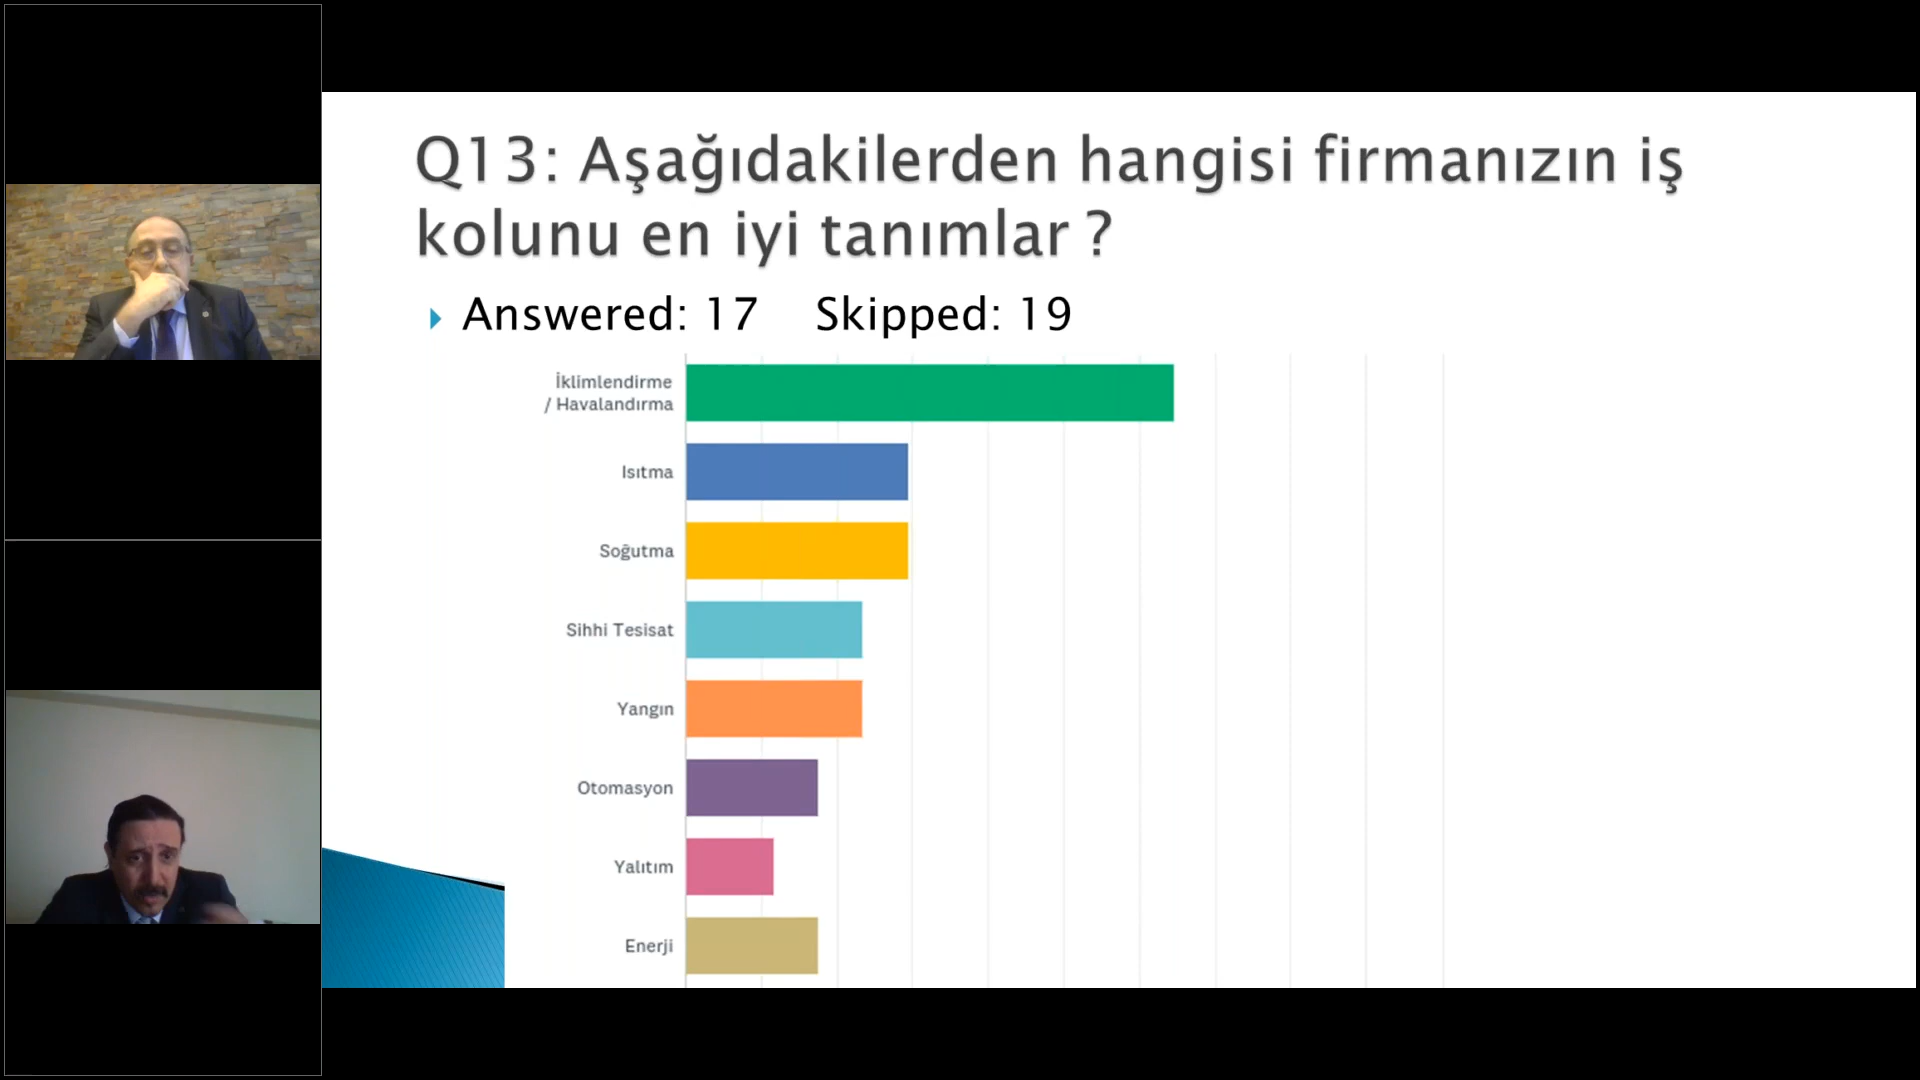 Q13: Aşağıdakilerden hangisi firmanızın iş
kolunu en iyi tanımlar ?
Answered: 17 Skipped: 19
İklimlendirme
/ Havalandırma
Isıtma
Soğutma
Sihhi Tesisat
Yangın
Otomasyon
Yalıtım
Enerji